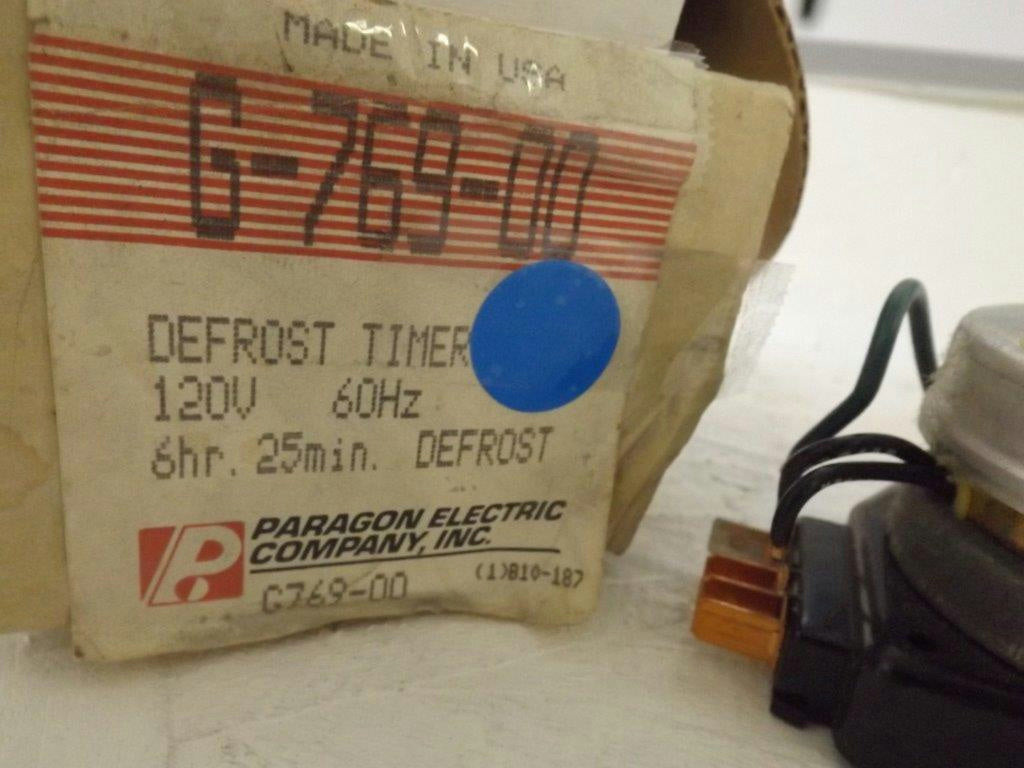 MADE IN USA
G-769-00
DEFROST TIMER
120V 60Hz
6hr. 25min. DEFROST
P
PARAGON ELECTRIC
COMPANY, INC.
G769-00 (1)810-187